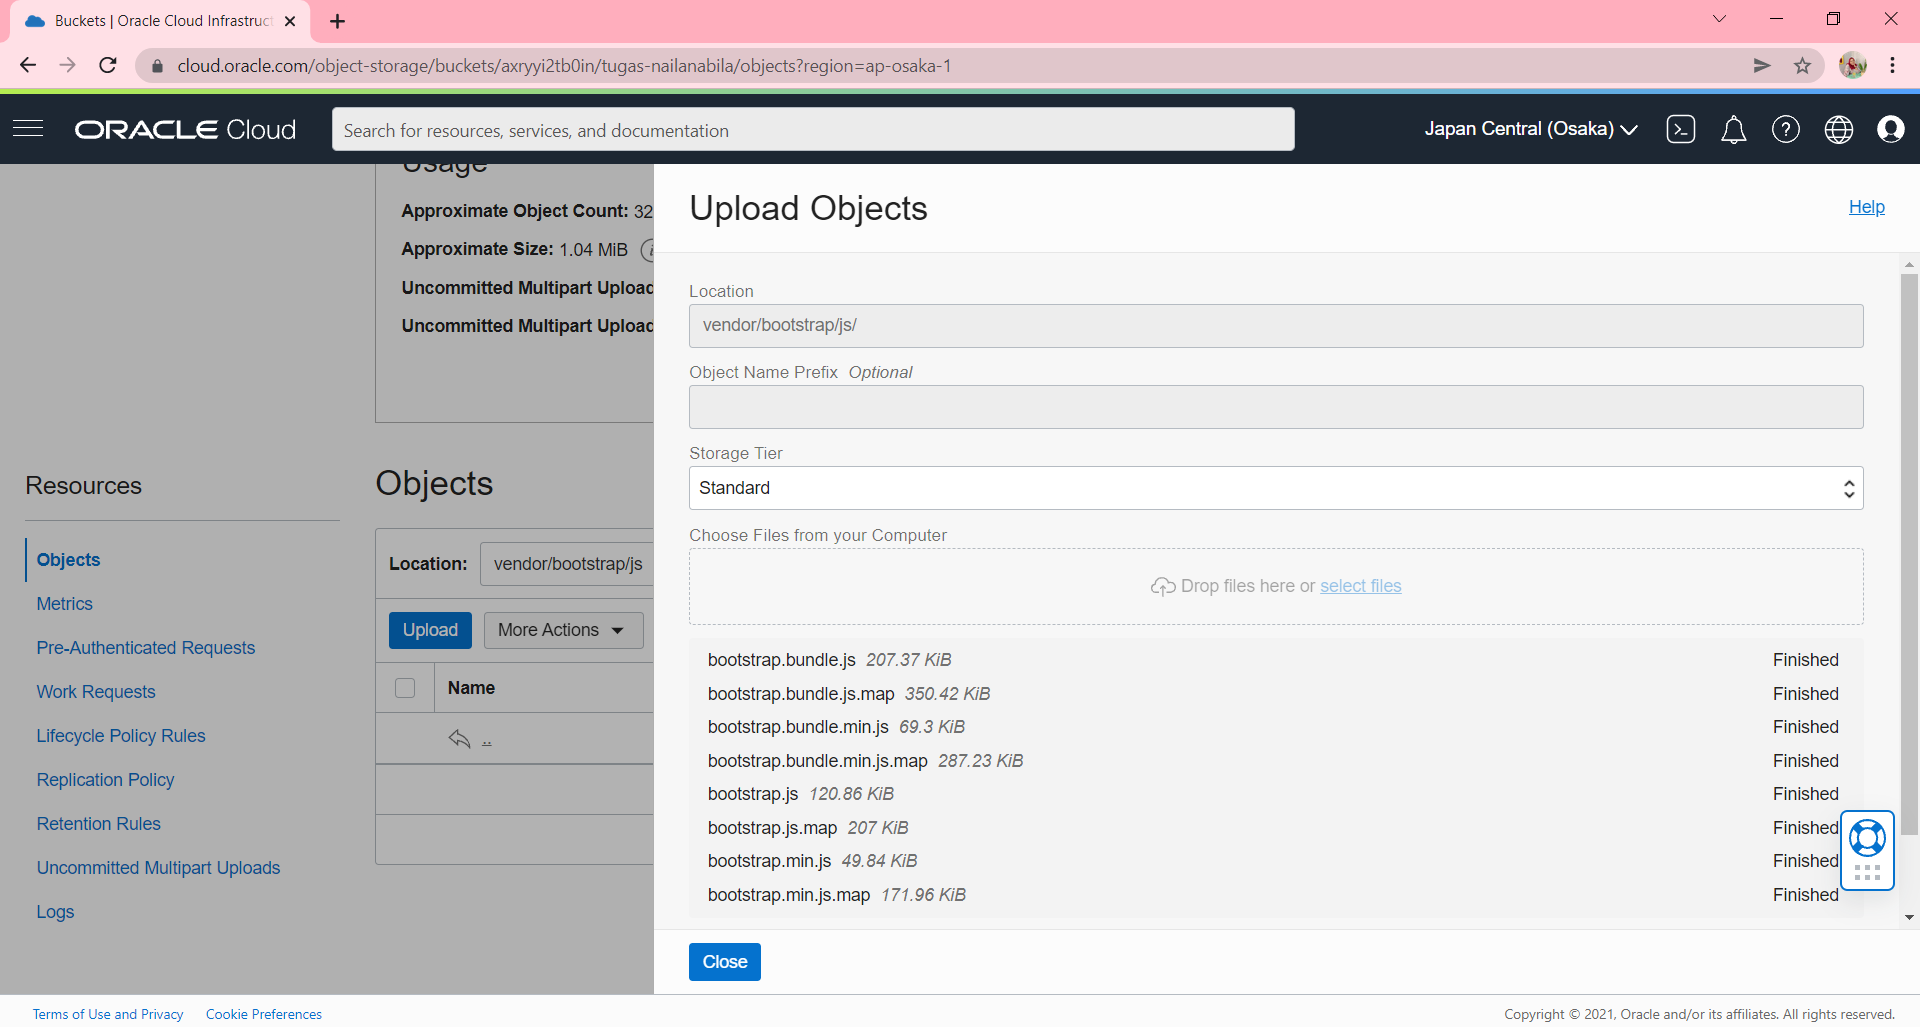 Buckets | Oracle Cloud Infrastruct
cloud.oracle.com/object-storage/buckets/axryyi2tb0in/tugas-nailanabila/objects?region=ap-osaka-1
ORACLE Cloud
Search for resources, services, and documentation
Japan Central (Osaka)
Usage
Approximate Object Count: 32
Approximate Size: 1.04 MiB
Uncommitted Multipart Upload
Uncommitted Multipart Upload
Resources
Objects
Metrics
Pre-Authenticated Requests
Work Requests
Lifecycle Policy Rules
Replication Policy
Retention Rules
Uncommitted Multipart Uploads
Logs
Objects
Location: vendor/bootstrap/js
Upload More Actions
Name
..
Upload Objects
Help
Location
vendor/bootstrap/js/
Object Name Prefix Optional
Storage Tier
Standard
Choose Files from your Computer
Drop files here or select files
bootstrap.bundle.js 207.37 KiB Finished
bootstrap.bundle.js.map 350.42 KiB Finished
bootstrap.bundle.min.js 69.3 KiB Finished
bootstrap.bundle.min.js.map 287.23 KiB Finished
bootstrap.js 120.86 KiB Finished
bootstrap.js.map 207 KiB Finished
bootstrap.min.js 49.84 KiB Finished
bootstrap.min.js.map 171.96 KiB Finished
Close
Terms of Use and Privacy Cookie Preferences
Copyright © 2021, Oracle and/or its affiliates. All rights reserved.